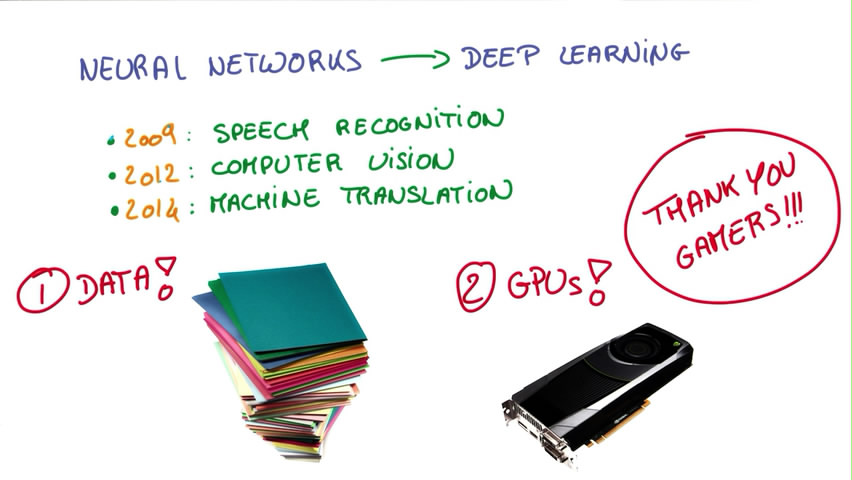 NEURAL NETWORKS → DEEP LEARNING
• 2009: SPEECH RECOGNITION
• 2012: COMPUTER VISION
• 2014: MACHINE TRANSLATION
THANK YOU
GAMERS!!!
1 DATA!
2 GPUs!